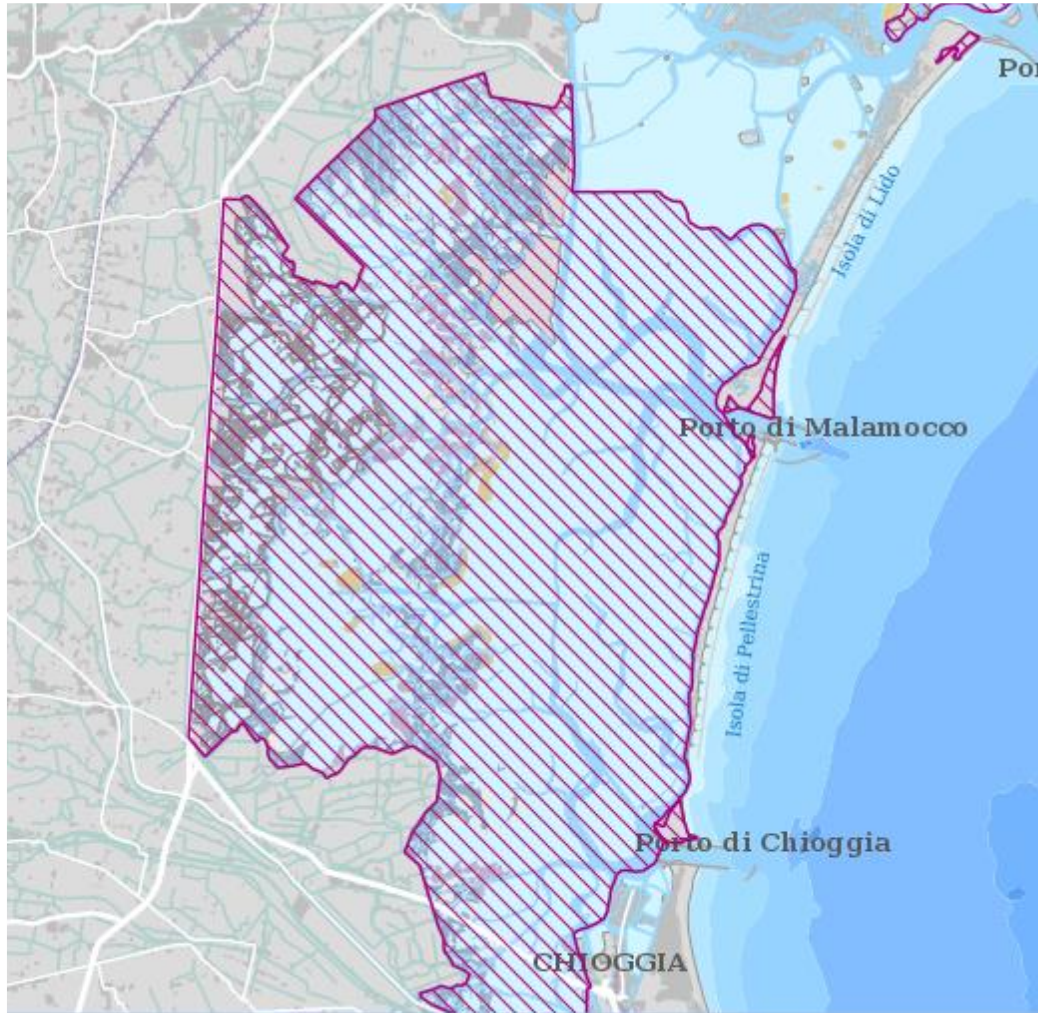 Por
Isola di Lido
Porto di Malamocco
Isola di Pellestrina
Porto di Chioggia
CHIOGGIA